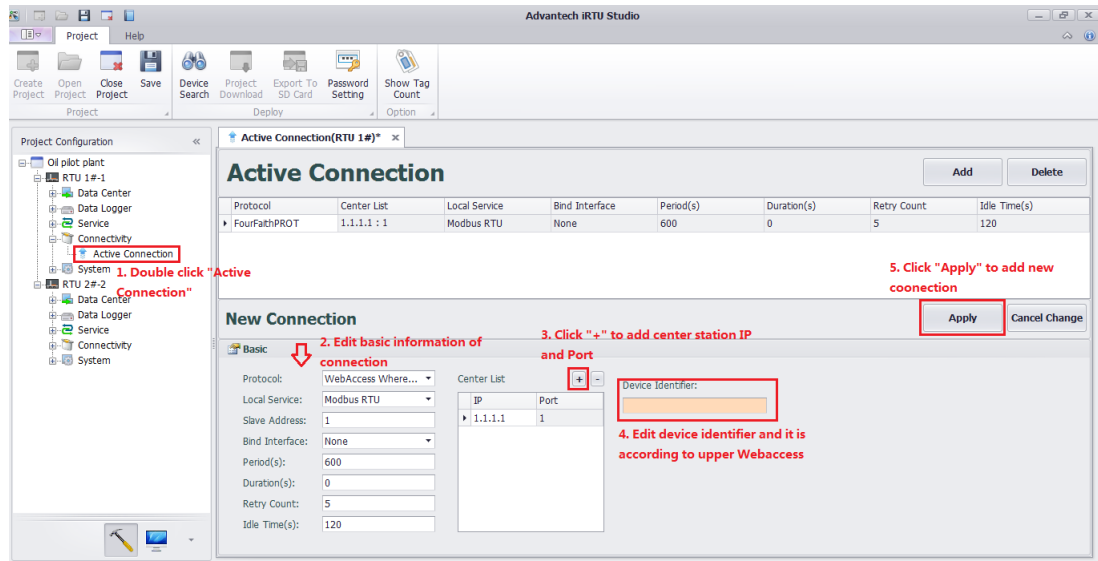 Advantech iRTU Studio
Project Help
Create Project
Open Project
Close Project
Save
Device Search
Project Download
Export To SD Card
Password Setting
Show Tag Count
Project
Deploy
Option
Project Configuration «
Oil pilot plant
RTU 1#-1
Data Center
Data Logger
Service
Connectivity
Active Connection
System
RTU 2#-2
Data Center
Data Logger
Service
Connectivity
System
1. Double click "Active
Connection"
Active Connection(RTU 1#)* ×
Active Connection
Add Delete
Protocol Center List Local Service Bind Interface Period(s) Duration(s) Retry Count Idle Time(s)
FourFaithPROT 1.1.1.1 : 1 Modbus RTU None 600 0 5 120
5. Click "Apply" to add new
coonection
New Connection
Apply Cancel Change
Basic
2. Edit basic information of
connection
3. Click "+" to add center station IP
and Port
Protocol: WebAccess Where...
Local Service: Modbus RTU
Slave Address: 1
Bind Interface: None
Period(s): 600
Duration(s): 0
Retry Count: 5
Idle Time(s): 120
Center List + -
IP Port
1.1.1.1 1
Device Identifier:
4. Edit device identifier and it is
according to upper Webaccess